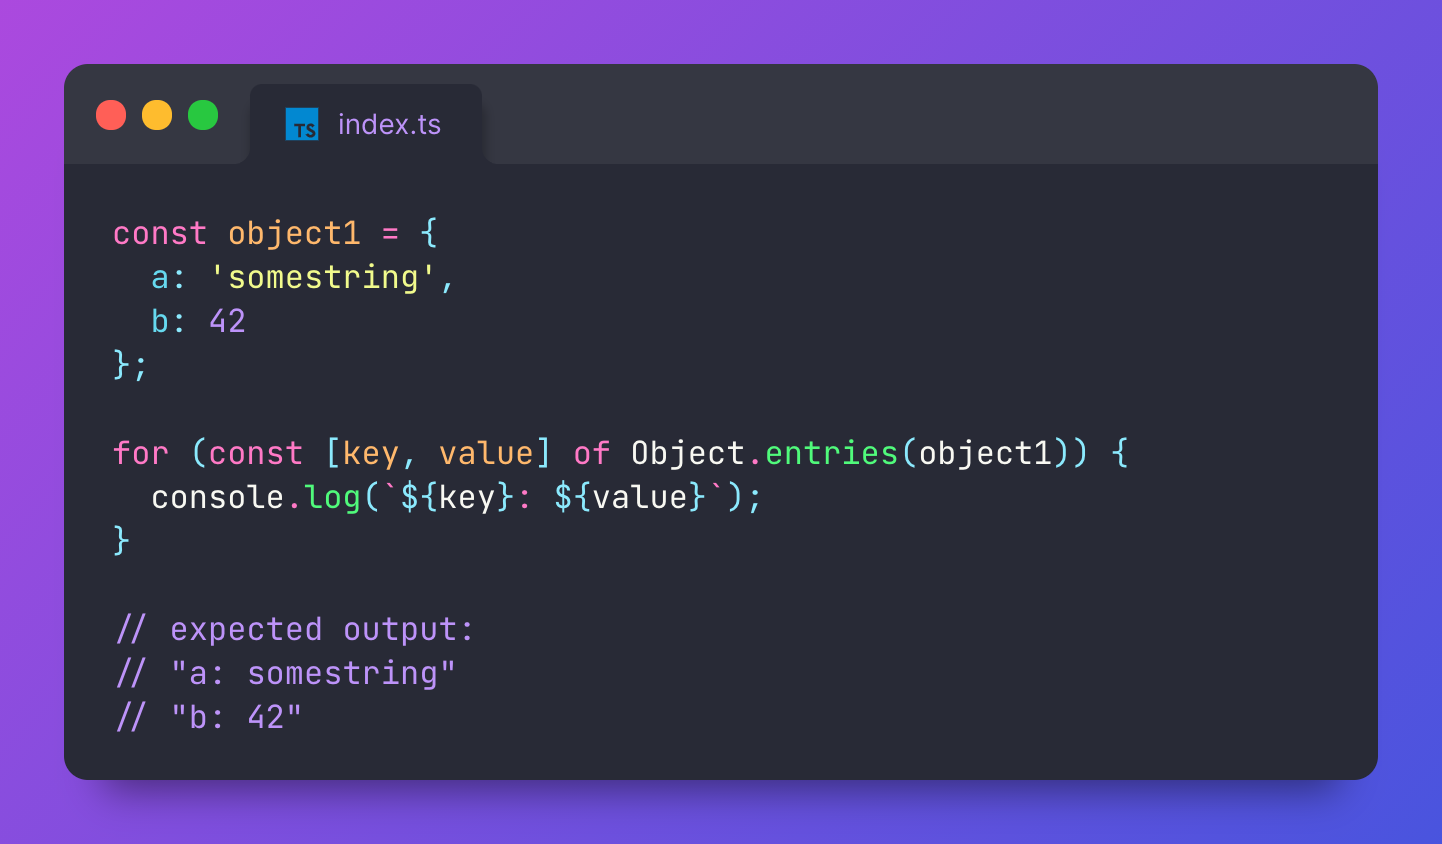 TS index.ts
const object1 = {
  a: 'somestring',
  b: 42
};

for (const [key, value] of Object.entries(object1)) {
  console.log(`${key}: ${value}`);
}

// expected output:
// "a: somestring"
// "b: 42"